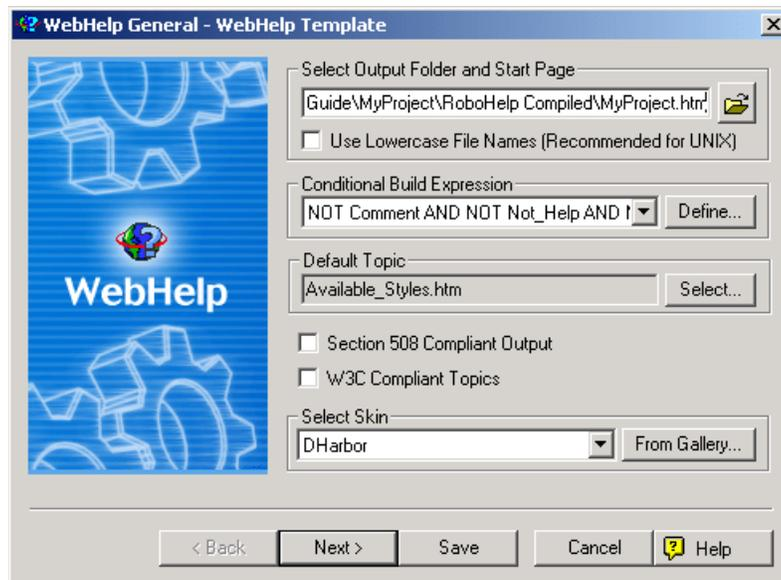 WebHelp General - WebHelp Template
Select Output Folder and Start Page
Guide\MyProject\RoboHelp Compiled\MyProject.htm
Use Lowercase File Names (Recommended for UNIX)
Conditional Build Expression
NOT Comment AND NOT Not_Help AND
Define...
Default Topic
Available_Styles.htm
Select...
WebHelp
Section 508 Compliant Output
W3C Compliant Topics
Select Skin
DHarbor
From Gallery...
< Back
Next >
Save
Cancel
Help